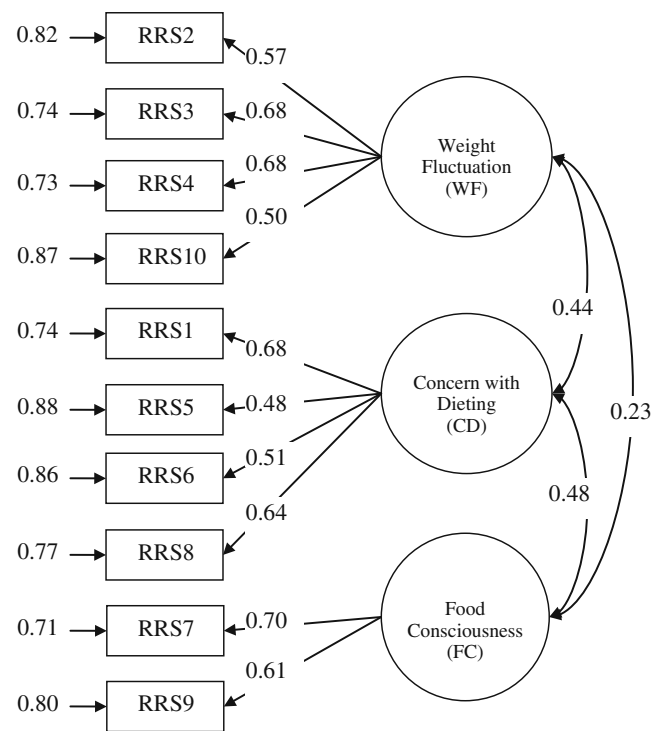 0.82 RRS2 0.57
0.74 RRS3 0.68
0.73 RRS4 0.68
0.87 RRS10 0.50
Weight
Fluctuation
(WF)
0.74 RRS1 0.68
0.88 RRS5 0.48
0.86 RRS6 0.51
0.77 RRS8 0.64
Concern with
Dieting
(CD)
0.71 RRS7 0.70
0.80 RRS9 0.61
Food
Consciousness
(FC)
0.44
0.23
0.48